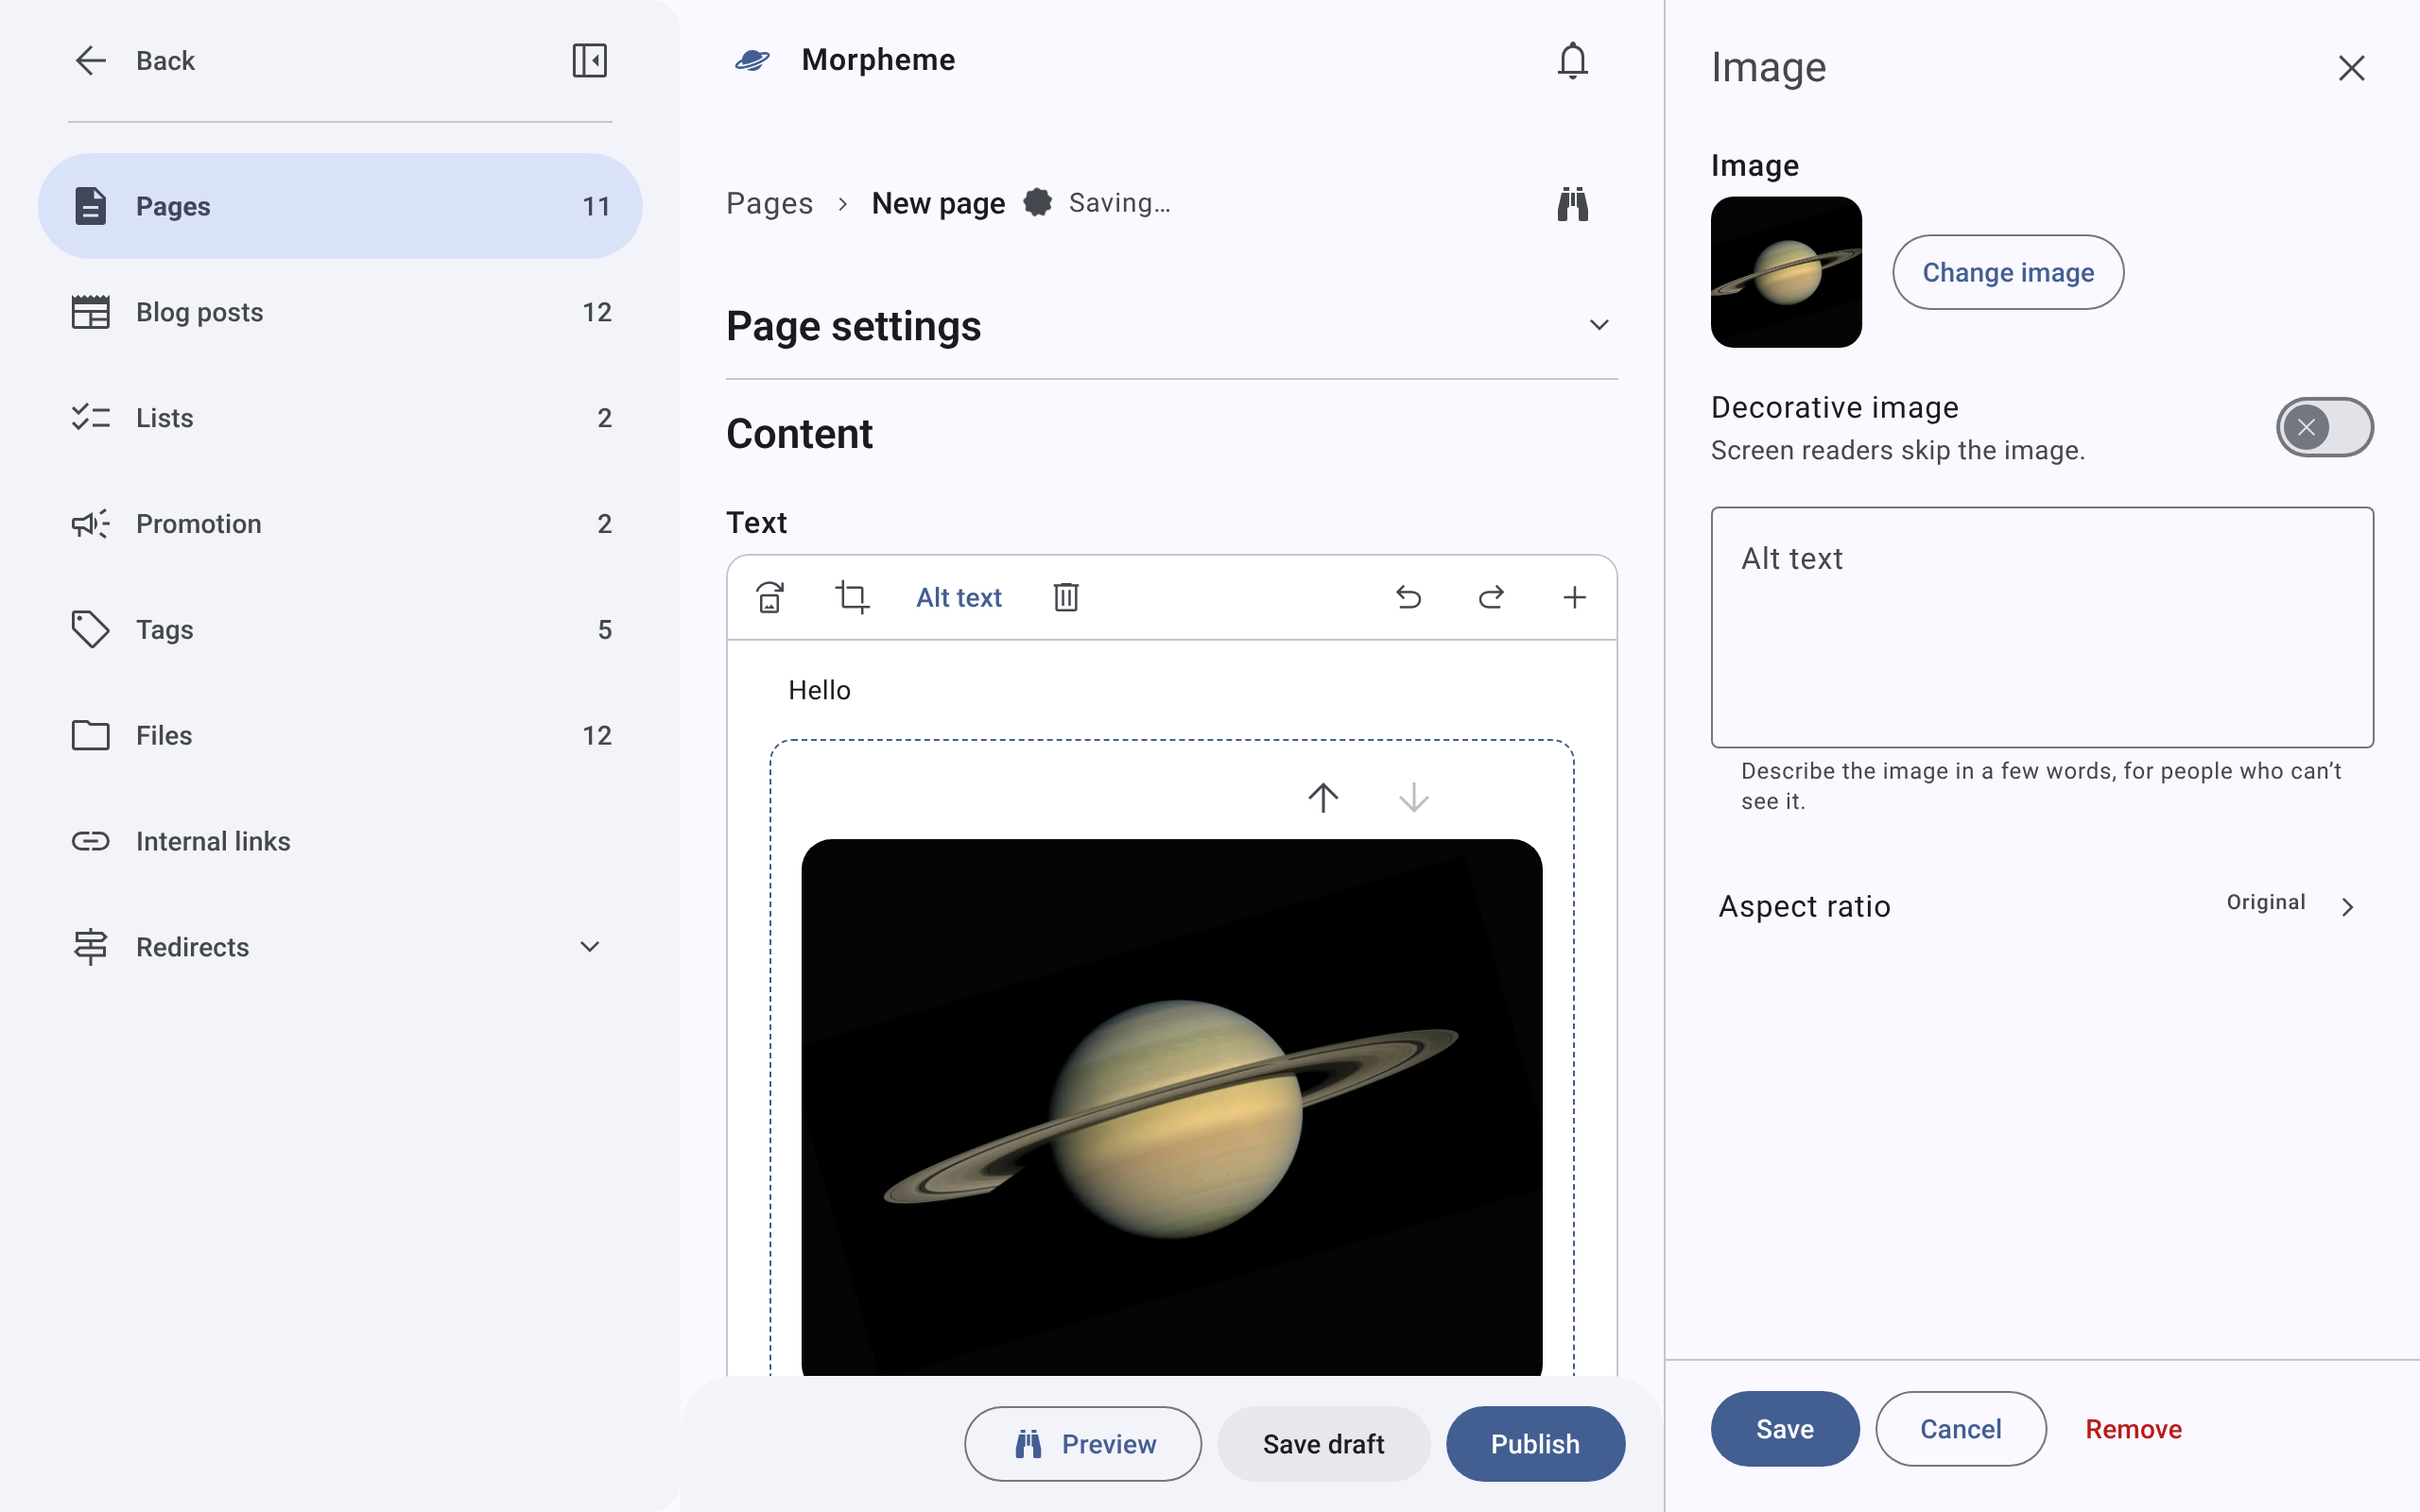 Back
Pages 11
Blog posts 12
Lists 2
Promotion 2
Tags 5
Files 12
Internal links
Redirects
Morpheme
Pages › New page Saving…
Page settings
Content
Text
Alt text
Hello
Preview Save draft Publish
Image
Image
Change image
Decorative image
Screen readers skip the image.
Alt text
Describe the image in a few words, for people who can’t
see it.
Aspect ratio Original
Save Cancel Remove